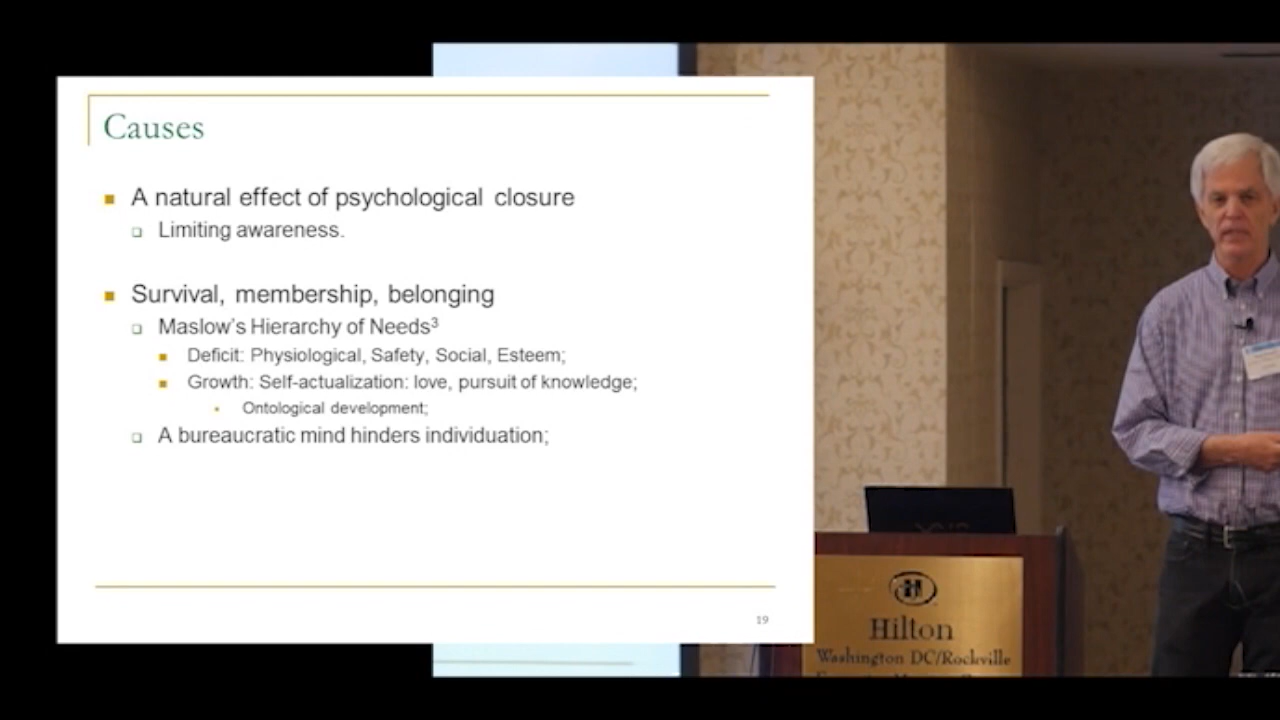 Causes
A natural effect of psychological closure
Limiting awareness.
Survival, membership, belonging
Maslow's Hierarchy of Needs³
Deficit: Physiological, Safety, Social, Esteem;
Growth: Self-actualization: love, pursuit of knowledge;
Ontological development;
A bureaucratic mind hinders individuation;
19
Hilton
Washington DC/Rockville